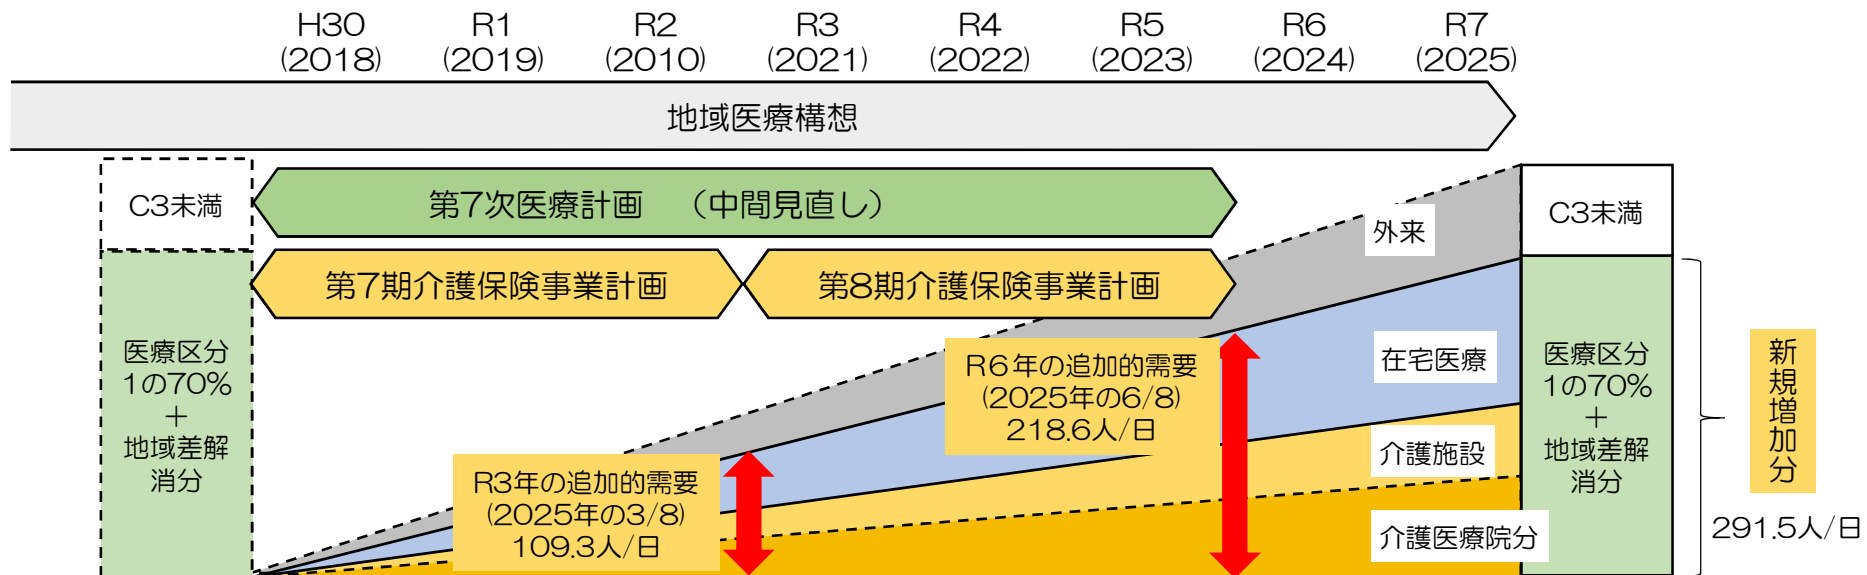 H30 R1 R2 R3 R4 R5 R6 R7
(2018) (2019) (2010) (2021) (2022) (2023) (2024) (2025)
地域医療構想
C3未満
第7次医療計画　（中間見直し）
外来
C3未満
第7期介護保険事業計画
第8期介護保険事業計画
医療区分
1の70%
＋
地域差解
消分
R6年の追加的需要
(2025年の6/8)
218.6人/日
在宅医療
医療区分
1の70%
＋
地域差解
消分
新規増加分
R3年の追加的需要
(2025年の3/8)
109.3人/日
介護施設
介護医療院分
291.5人/日